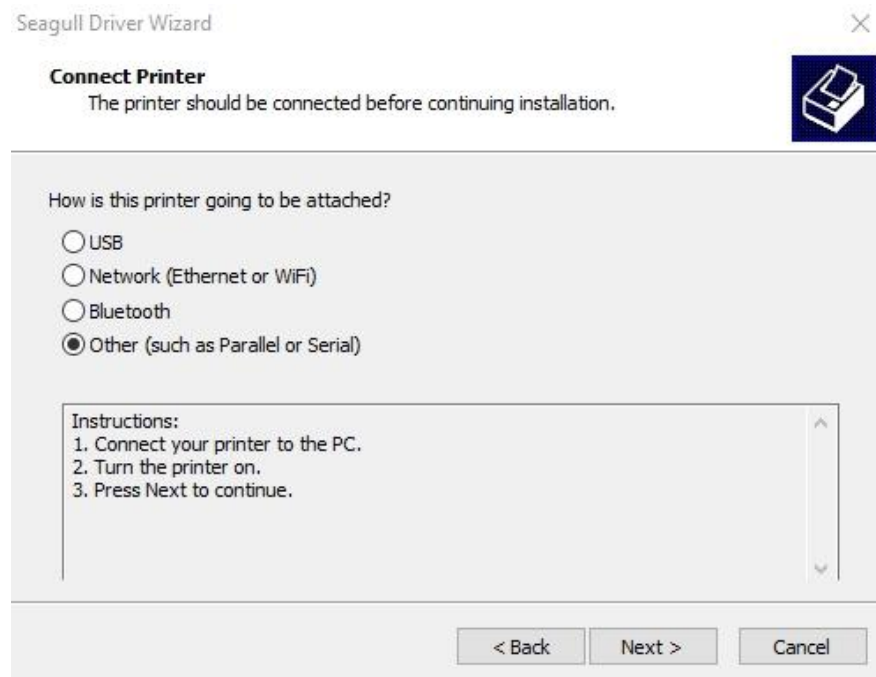 Seagull Driver Wizard
Connect Printer
The printer should be connected before continuing installation.
How is this printer going to be attached?
USB
Network (Ethernet or WiFi)
Bluetooth
Other (such as Parallel or Serial)
Instructions:
1. Connect your printer to the PC.
2. Turn the printer on.
3. Press Next to continue.
< Back Next > Cancel